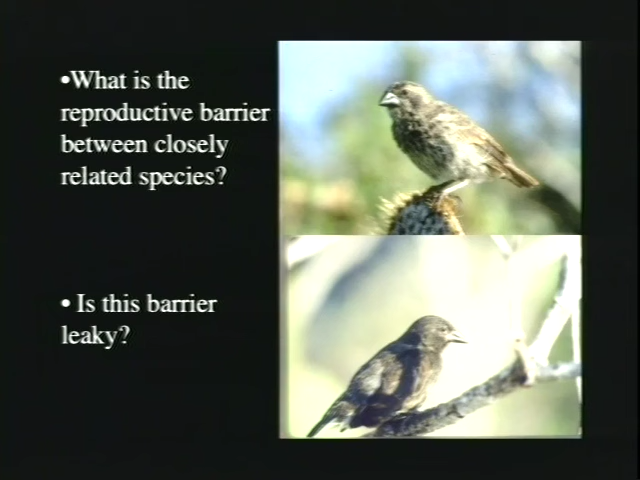 •What is the
reproductive barrier
between closely
related species?
• Is this barrier
leaky?